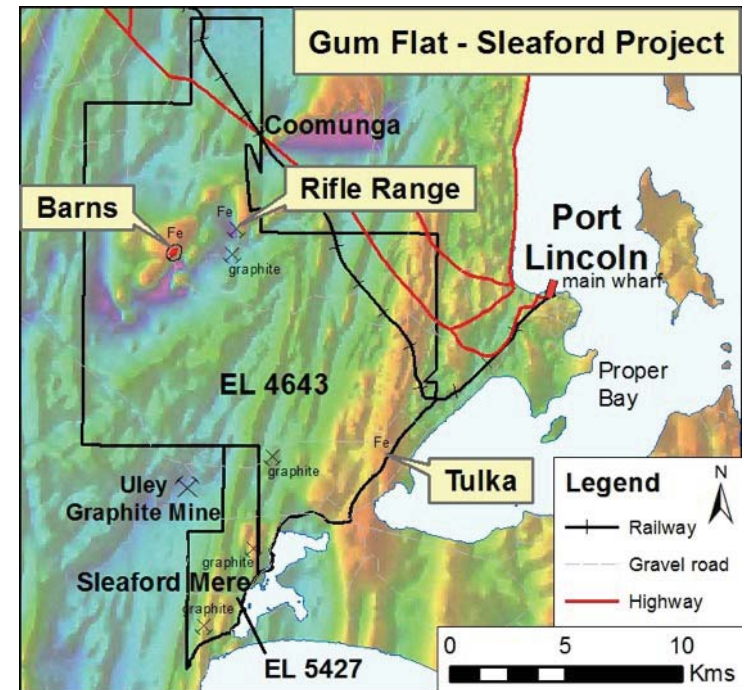 Gum Flat - Sleaford Project
Coomunga
Rifle Range
Barns
Fe
Fe
graphite
Port
Lincoln
main wharf
EL 4643
Proper
Bay
Fe
Tulka
graphite
Uley
Graphite Mine
graphite
Sleaford Mere
graphite
EL 5427
Legend
N
Railway
Gravel road
Highway
0 5 10
Kms